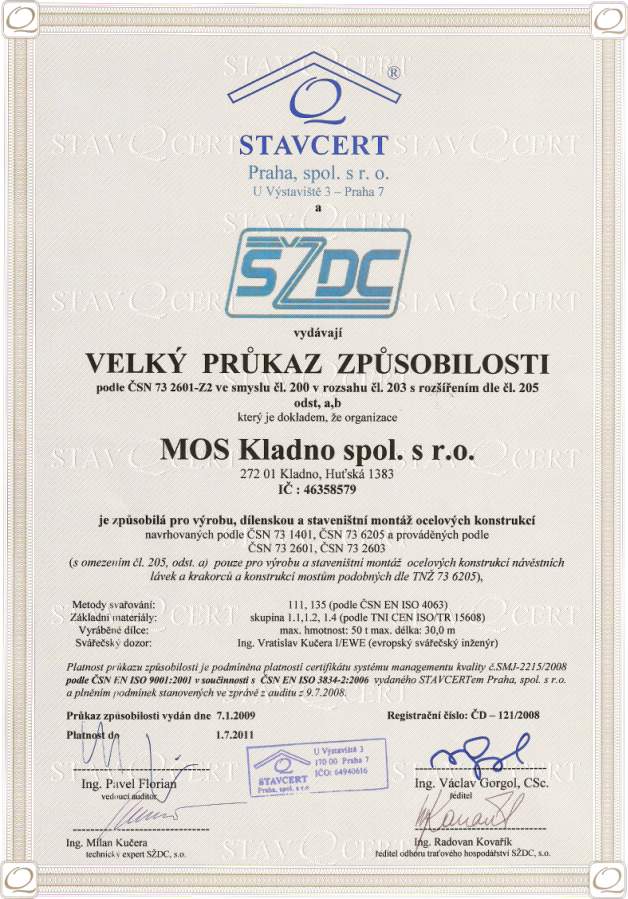 STAVCERT
®
Praha, spol. s r. o.
U Výstaviště 3 – Praha 7
a
SŽDC
vydávají
VELKÝ PRŮKAZ ZPŮSOBILOSTI
podle ČSN 73 2601-Z2 ve smyslu čl. 200 v rozsahu čl. 203 s rozšířením dle čl. 205
odst, a,b
který je dokladem, že organizace
MOS Kladno spol. s r.o.
272 01 Kladno, Huťská 1383
IČ : 46358579
je způsobilá pro výrobu, dílenskou a staveništní montáž ocelových konstrukcí
navrhovaných podle ČSN 73 1401, ČSN 73 6205 a prováděných podle
ČSN 73 2601, ČSN 73 2603
(s omezením čl. 205, odst. a) pouze pro výrobu a staveništní montáž ocelových konstrukcí návěstních
lávek a krakorců a konstrukcí mostům podobných dle TNŽ 73 6205),
Metody svařování: 111, 135 (podle ČSN EN ISO 4063)
Základní materiály: skupina 1.1,1.2, 1.4 (podle TNI CEN ISO/TR 15608)
Vyráběné dílce: max. hmotnost: 50 t max. délka: 30,0 m
Svářečský dozor: Ing. Vratislav Kučera I/EWE (evropský svářečský inženýr)
Platnost průkazu způsobilosti je podmíněna platností certifikátu systému managementu kvality č.SMJ-2215/2008
podle ČSN EN ISO 9001:2001 v součinnosti s ČSN EN ISO 3834-2:2006 vydaného STAVCERTem Praha, spol. s r.o.
a plněním podmínek stanovených ve zprávě z auditu z 9.7.2008.
Průkaz způsobilosti vydán dne 7.1.2009 Registrační číslo: ČD – 121/2008
Platnost do 1.7.2011
STAVCERT
Praha, spol. s r.o
U Výstaviště 3
170 00 Praha 7
IČO: 64940616
Ing. Pavel Florian
vedoucí auditor
Ing. Václav Gorgol, CSc.
ředitel
Ing. Milan Kučera
technický expert SŽDC, s.o.
Ing. Radovan Kovařík
ředitel odboru traťového hospodářství SŽDC, s.o.